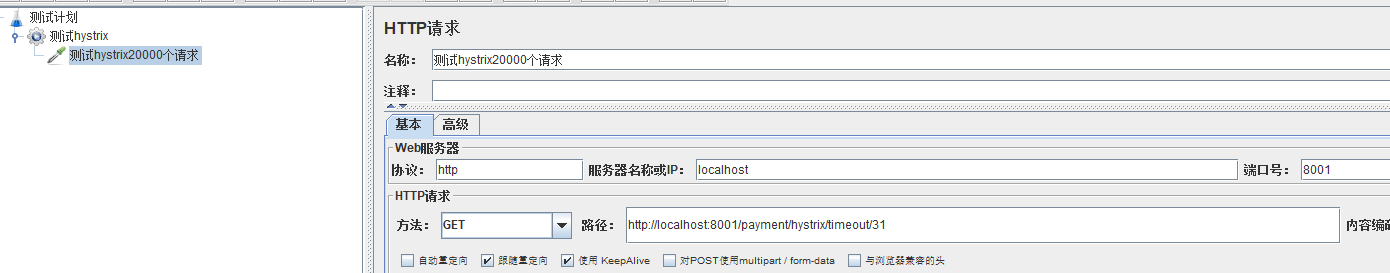 测试计划
测试hystrix
测试hystrix20000个请求
HTTP请求
名称： 测试hystrix20000个请求
注释：
基本 高级
Web服务器
协议： http 服务器名称或IP： localhost 端口号： 8001
HTTP请求
方法： GET 路径： http://localhost:8001/payment/hystrix/timeout/31 内容编码
自动重定向 跟随重定向 使用 KeepAlive 对POST使用multipart / form-data 与浏览器兼容的头